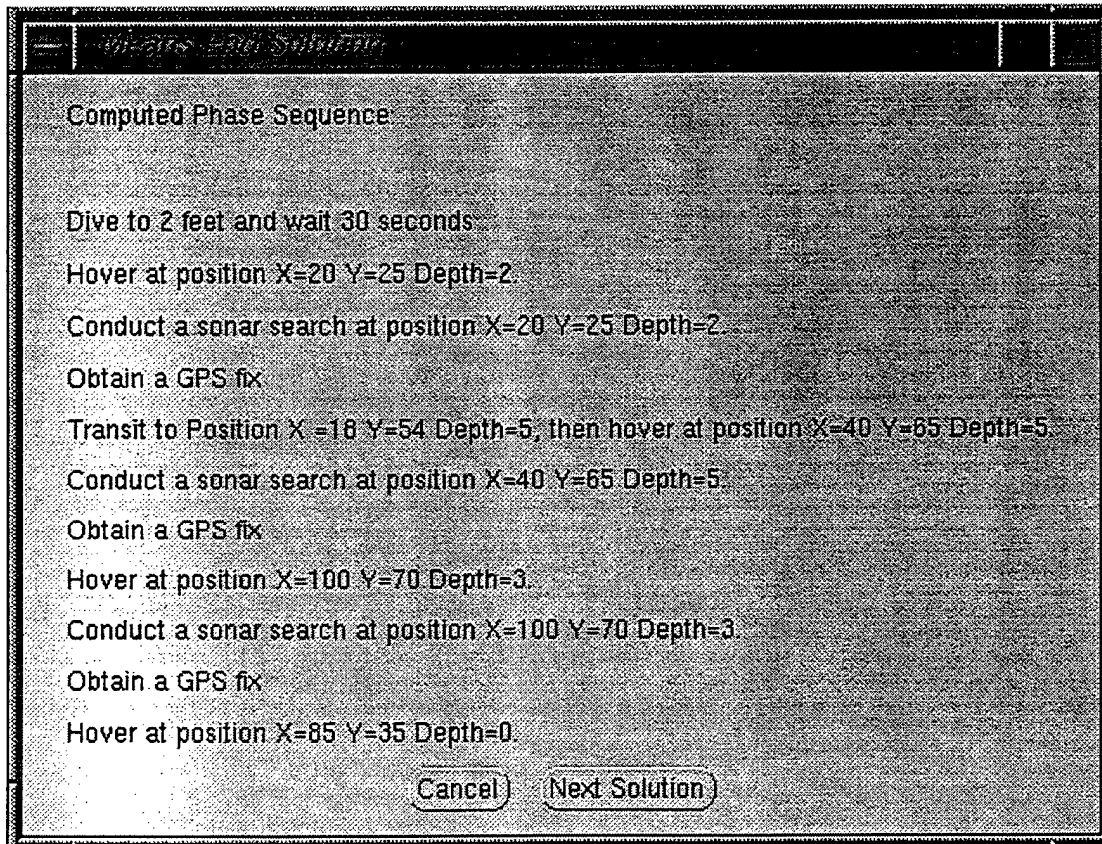 Means-End Solution
Computed Phase Sequence
Dive to 2 feet and wait 30 seconds.
Hover at position X=20 Y=25 Depth=2.
Conduct a sonar search at position X=20 Y=25 Depth=2.
Obtain a GPS fix
Transit to Position X =18 Y=54 Depth=5, then hover at position X=40 Y=65 Depth=5.
Conduct a sonar search at position X=40 Y=65 Depth=5.
Obtain a GPS fix
Hover at position X=100 Y=70 Depth=3.
Conduct a sonar search at position X=100 Y=70 Depth=3.
Obtain a GPS fix
Hover at position X=85 Y=35 Depth=0.
Cancel Next Solution